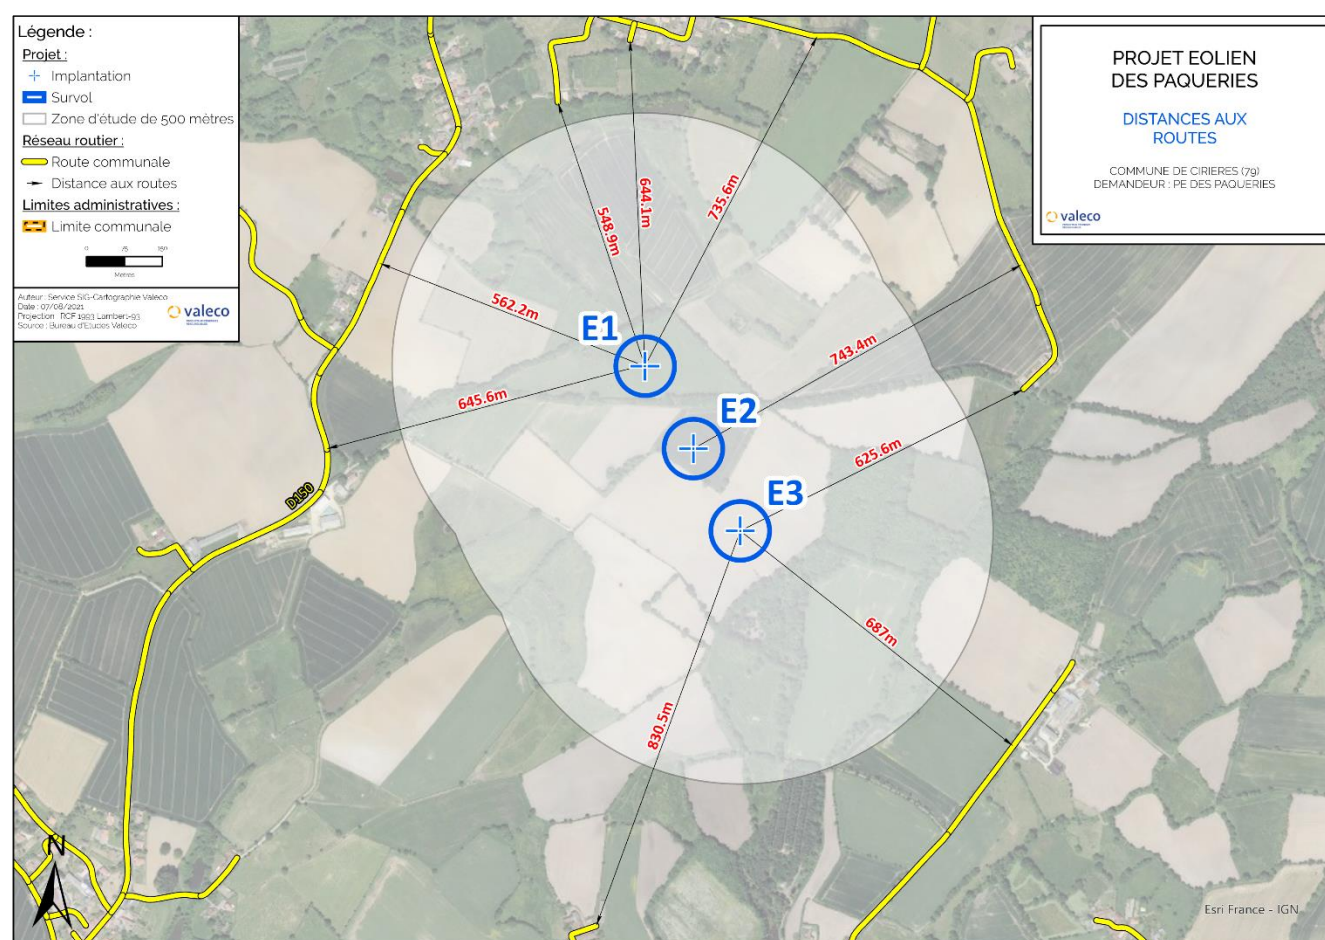 Légende :
Projet :
Implantation
Survol
Zone d'étude de 500 mètres
Réseau routier :
Route communale
Distance aux routes
Limites administratives :
Limite communale
0 75 150
Mètres
Auteur : Service SIG-Cartographie Valeco
Date : 07/08/2021
Projection : RCF 1993 Lambert-93
Source : Bureau d'Etudes Valeco
valeco
PROJET EOLIEN
DES PAQUERIES
DISTANCES AUX
ROUTES
COMMUNE DE CIRIERES (79)
DEMANDEUR : PE DES PAQUERIES
valeco
548.9m
644.1m
735.6m
562.2m
E1
743.4m
645.6m
E2
625.6m
D150
E3
687m
830.5m
N
Esri France - IGN